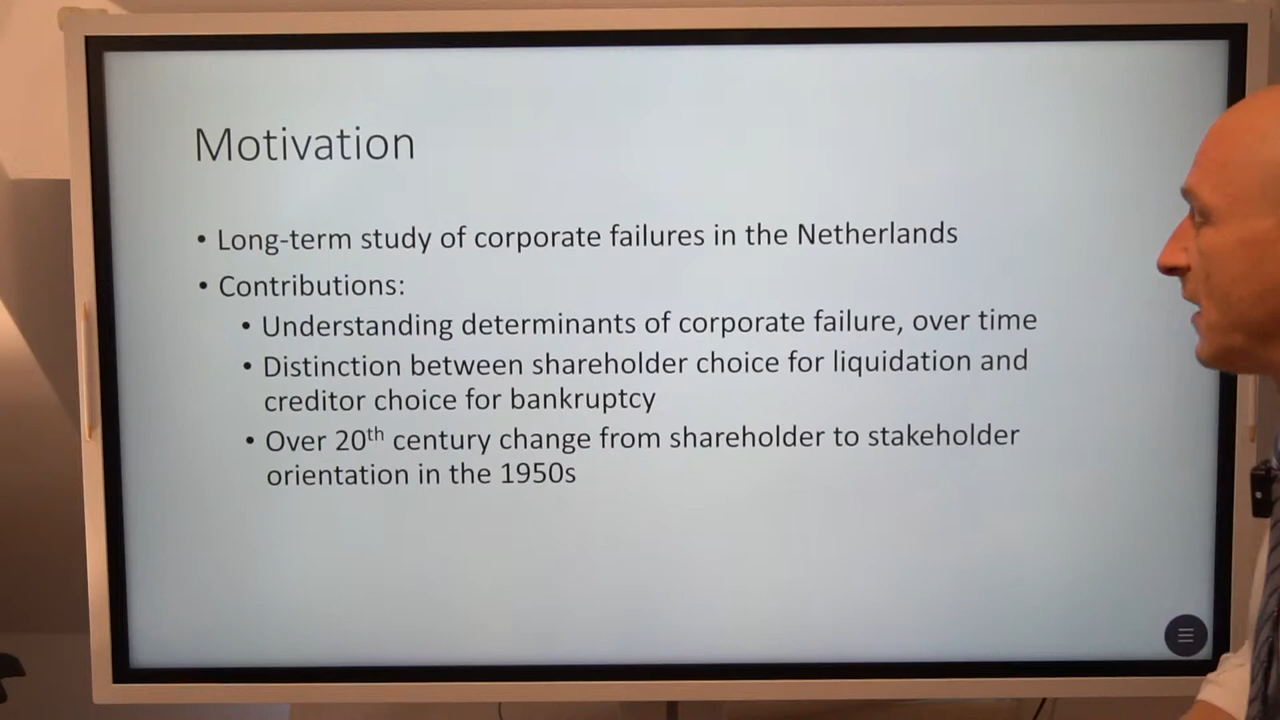 Motivation
• Long-term study of corporate failures in the Netherlands
• Contributions:
• Understanding determinants of corporate failure, over time
• Distinction between shareholder choice for liquidation and
creditor choice for bankruptcy
• Over 20th century change from shareholder to stakeholder
orientation in the 1950s